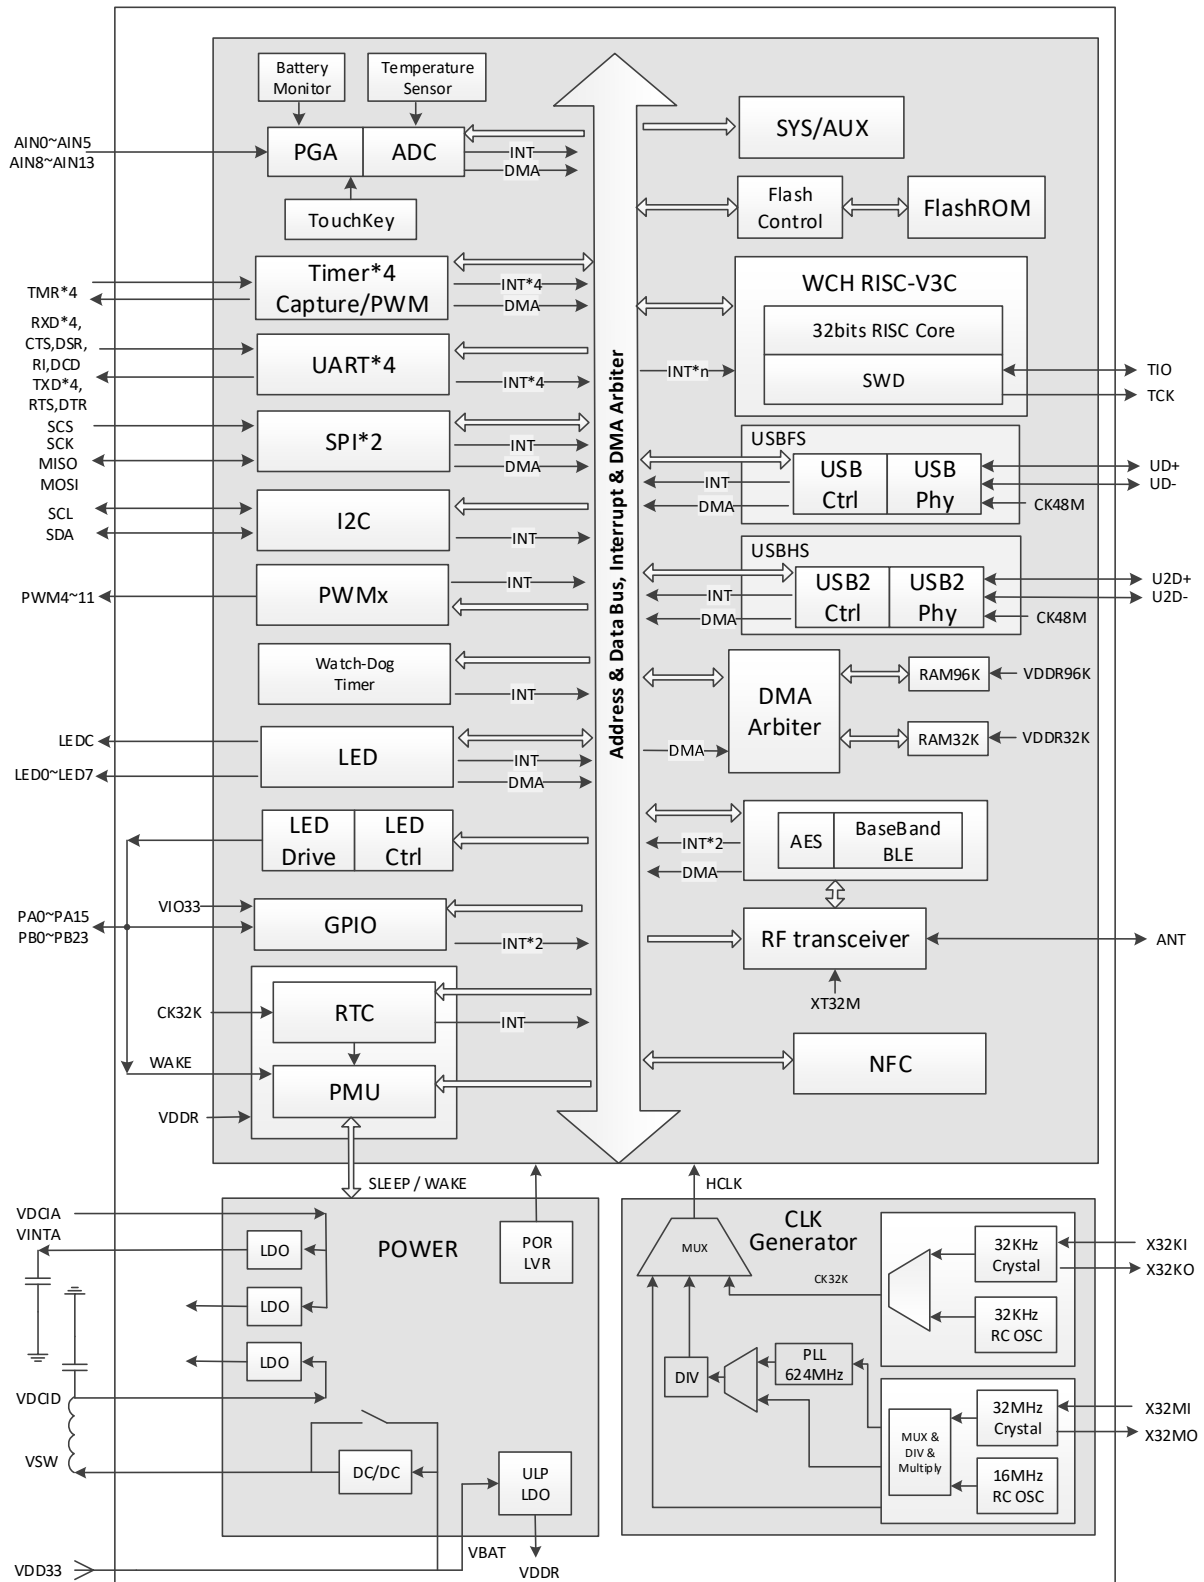 Battery
Monitor
Temperature
Sensor
AIN0~AIN5
AIN8~AIN13
PGA
ADC
INT
DMA
TouchKey
TMR*4
Timer*4
Capture/PWM
INT*4
DMA
RXD*4,
CTS,DSR,
RI,DCD
TXD*4,
RTS,DTR
UART*4
INT*4
SCS
SCK
MISO
MOSI
SPI*2
INT
DMA
SCL
SDA
I2C
INT
PWM4~11
PWMx
INT
Watch-Dog
Timer
INT
LEDC
LED0~LED7
LED
INT
DMA
LED
Drive
LED
Ctrl
VIO33
PA0~PA15
PB0~PB23
GPIO
INT*2
CK32K
RTC
INT
WAKE
PMU
VDDR
SLEEP / WAKE
Address & Data Bus, Interrupt & DMA Arbiter
SYS/AUX
Flash
Control
FlashROM
WCH RISC-V3C
32bits RISC Core
SWD
INT*n
TIO
TCK
USBFS
USB
Ctrl
USB
Phy
INT
DMA
UD+
UD-
CK48M
USBHS
USB2
Ctrl
USB2
Phy
INT
DMA
U2D+
U2D-
CK48M
DMA
Arbiter
DMA
RAM96K
VDDR96K
RAM32K
VDDR32K
INT*2
DMA
AES
BaseBand
BLE
RF transceiver
ANT
XT32M
NFC
VDCIA
VINTA
LDO
LDO
LDO
POWER
POR
LVR
VDCID
VSW
DC/DC
ULP
LDO
VBAT
VDDR
VDD33
HCLK
MUX
CLK
Generator
CK32K
32KHz
Crystal
32KHz
RC OSC
X32KI
X32KO
DIV
PLL
624MHz
MUX &
DIV &
Multiply
32MHz
Crystal
16MHz
RC OSC
X32MI
X32MO